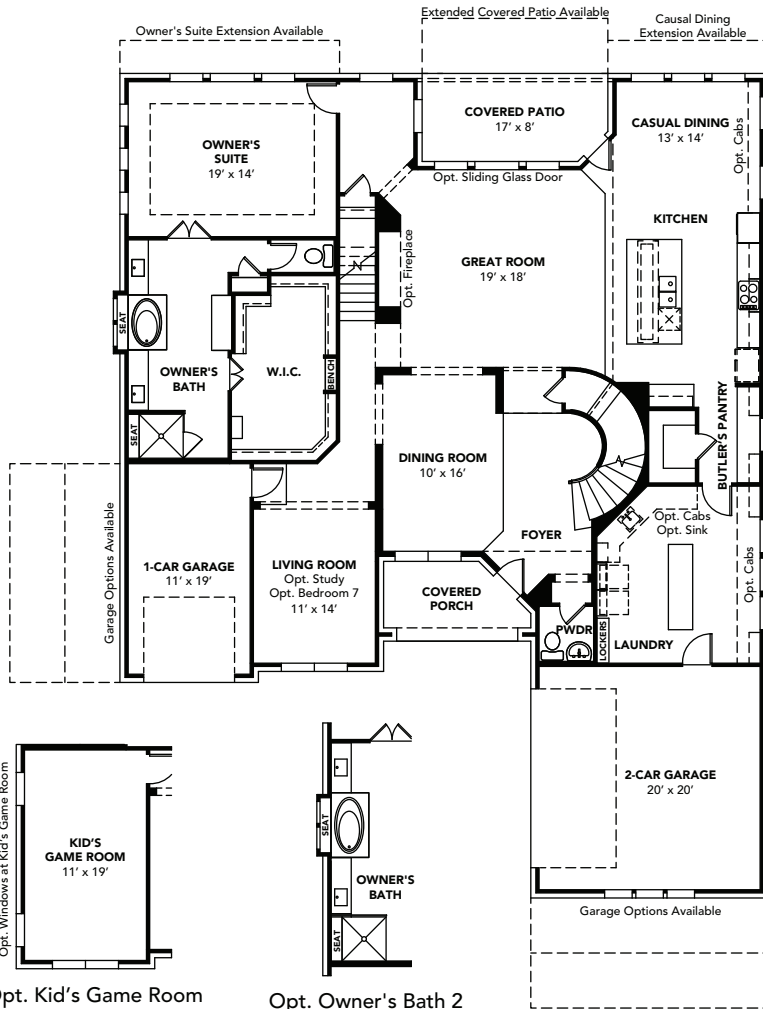 Owner's Suite Extension Available
Extended Covered Patio Available
Causal Dining
Extension Available
COVERED PATIO
17' x 8'
OWNER'S
SUITE
19' x 14'
CASUAL DINING
13' x 14'
Opt. Cabs
Opt. Sliding Glass Door
KITCHEN
GREAT ROOM
19' x 18'
Opt. Fireplace
SEAT
OWNER'S
BATH
W.I.C.
BENCH
SEAT
DINING ROOM
10' x 16'
BUTLER'S PANTRY
Garage Options Available
1-CAR GARAGE
11' x 19'
LIVING ROOM
Opt. Study
Opt. Bedroom 7
11' x 14'
FOYER
COVERED
PORCH
Opt. Cabs
Opt. Sink
Opt. Cabs
PWDR
LOCKERS
LAUNDRY
2-CAR GARAGE
20' x 20'
Garage Options Available
Opt. Windows at Kid's Game Room
KID'S
GAME ROOM
11' x 19'
pt. Kid's Game Room
SEAT
OWNER'S
BATH
SEAT
Opt. Owner's Bath 2